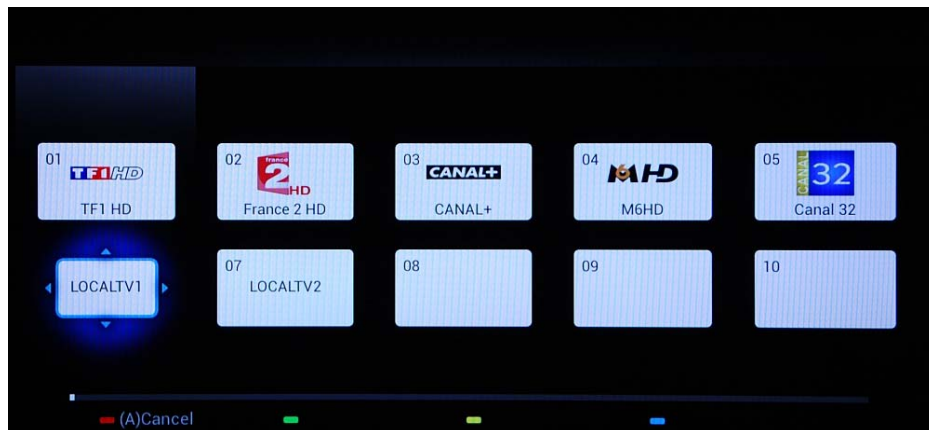 01
TF1 HD
TF1 HD
02
france
2
HD
France 2 HD
03
CANAL+
CANAL+
04
M6 HD
M6HD
05
CANAL
32
Canal 32
LOCALTV1
07
LOCALTV2
08
09
10
(A)Cancel